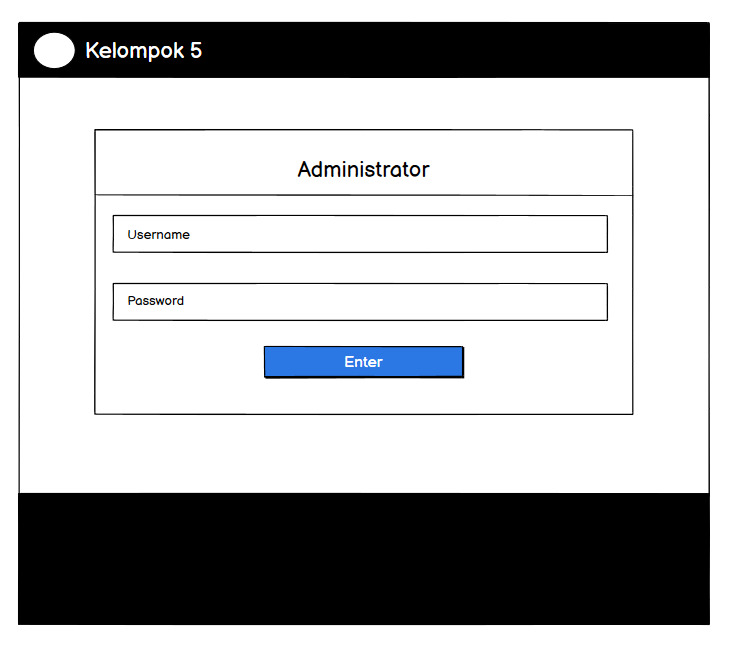 Kelompok 5
Administrator
Username
Password
Enter